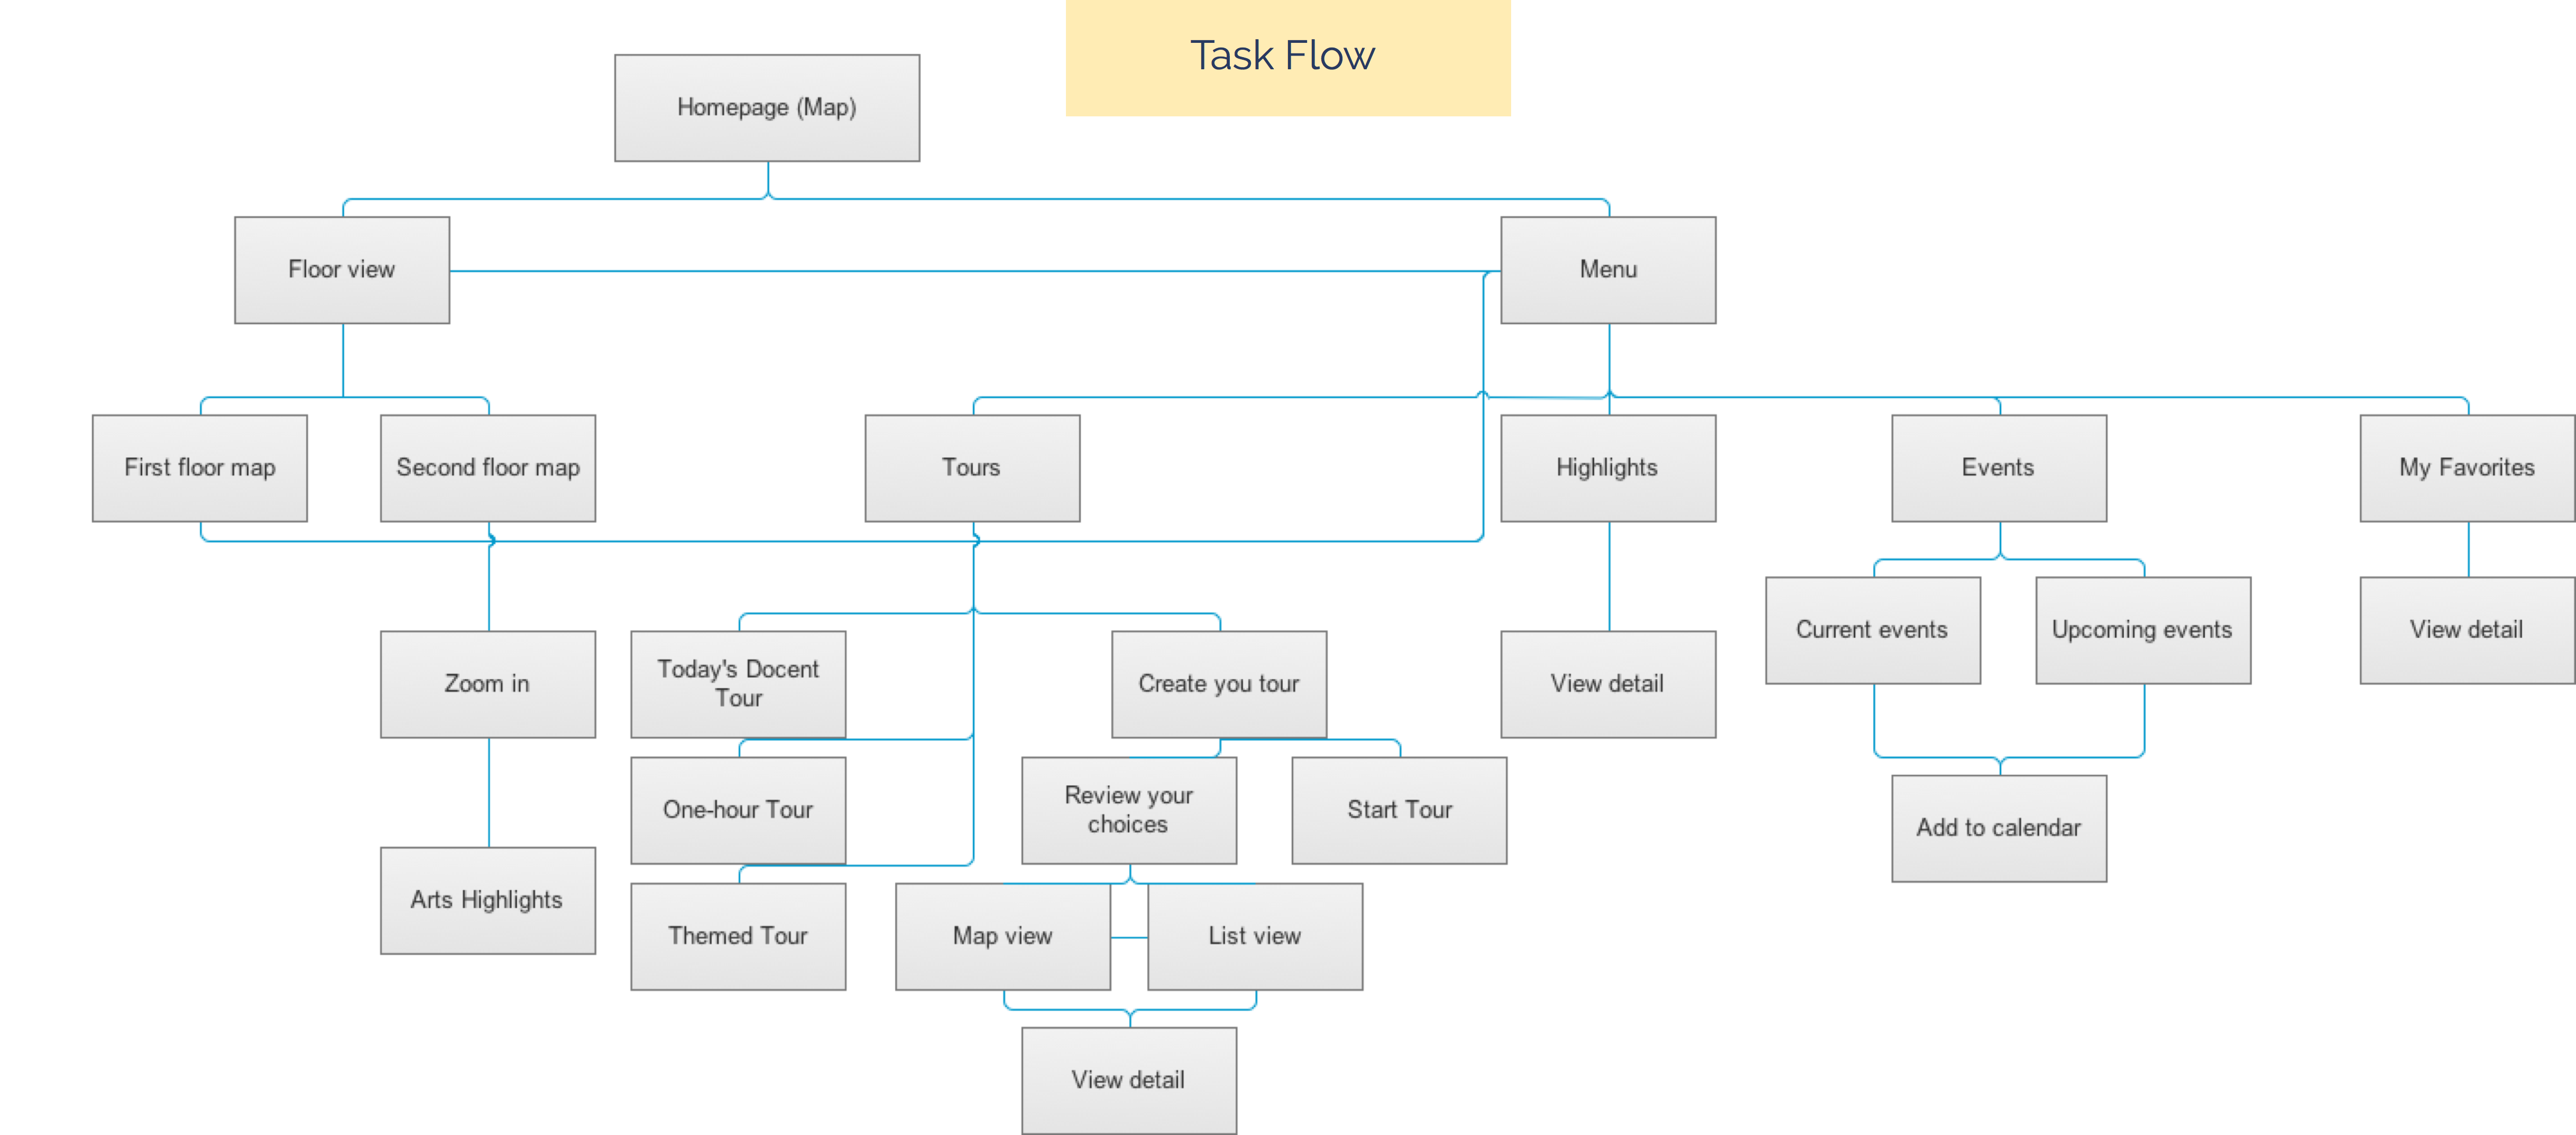 Task Flow
Homepage (Map)
Floor view
Menu
First floor map
Second floor map
Tours
Highlights
Events
My Favorites
Current events
Upcoming events
View detail
Zoom in
Today's Docent
Tour
Create you tour
View detail
One-hour Tour
Review your
choices
Start Tour
Add to calendar
Arts Highlights
Themed Tour
Map view
List view
View detail